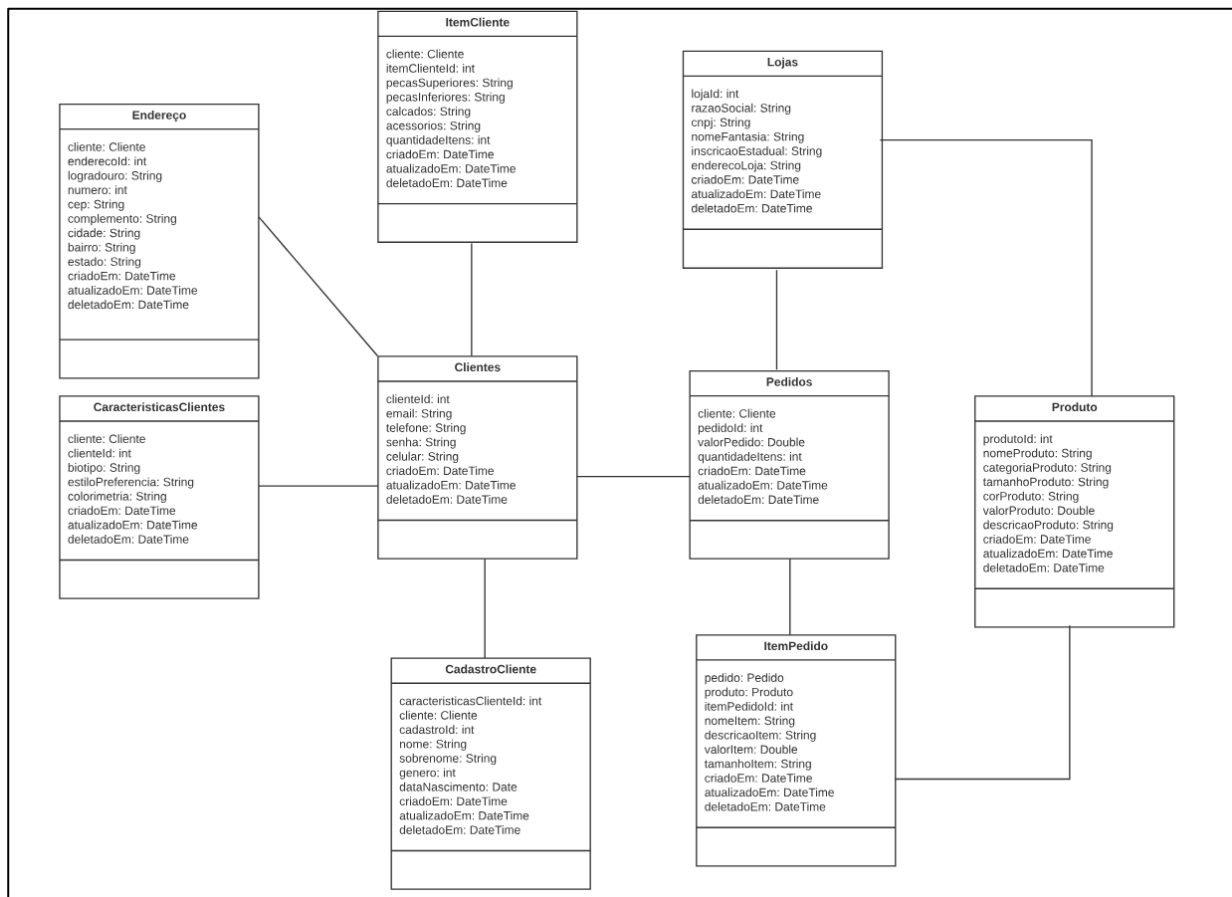 ItemCliente
cliente: Cliente
itemClienteId: int
pecasSuperiores: String
pecasInferiores: String
calcados: String
acessorios: String
quantidadeItens: int
criadoEm: DateTime
atualizadoEm: DateTime
deletadoEm: DateTime
Lojas
lojaId: int
razaoSocial: String
cnpj: String
nomeFantasia: String
inscricaoEstadual: String
enderecoLoja: String
criadoEm: DateTime
atualizadoEm: DateTime
deletadoEm: DateTime
Endereço
cliente: Cliente
enderecoId: int
logradouro: String
numero: int
cep: String
complemento: String
cidade: String
bairro: String
estado: String
criadoEm: DateTime
atualizadoEm: DateTime
deletadoEm: DateTime
Clientes
clienteId: int
email: String
telefone: String
senha: String
celular: String
criadoEm: DateTime
atualizadoEm: DateTime
deletadoEm: DateTime
Pedidos
cliente: Cliente
pedidoId: int
valorPedido: Double
quantidadeItens: int
criadoEm: DateTime
atualizadoEm: DateTime
deletadoEm: DateTime
CaracteristicasClientes
cliente: Cliente
clienteId: int
biotipo: String
estiloPreferencia: String
colorimetria: String
criadoEm: DateTime
atualizadoEm: DateTime
deletadoEm: DateTime
Produto
produtoId: int
nomeProduto: String
categoriaProduto: String
tamanhoProduto: String
corProduto: String
valorProduto: Double
descricaoProduto: String
criadoEm: DateTime
atualizadoEm: DateTime
deletadoEm: DateTime
CadastroCliente
caracteristicasClienteId: int
cliente: Cliente
cadastroId: int
nome: String
sobrenome: String
genero: int
dataNascimento: Date
criadoEm: DateTime
atualizadoEm: DateTime
deletadoEm: DateTime
ItemPedido
pedido: Pedido
produto: Produto
itemPedidoId: int
nomeItem: String
descricaoItem: String
valorItem: Double
tamanhoItem: String
criadoEm: DateTime
atualizadoEm: DateTime
deletadoEm: DateTime